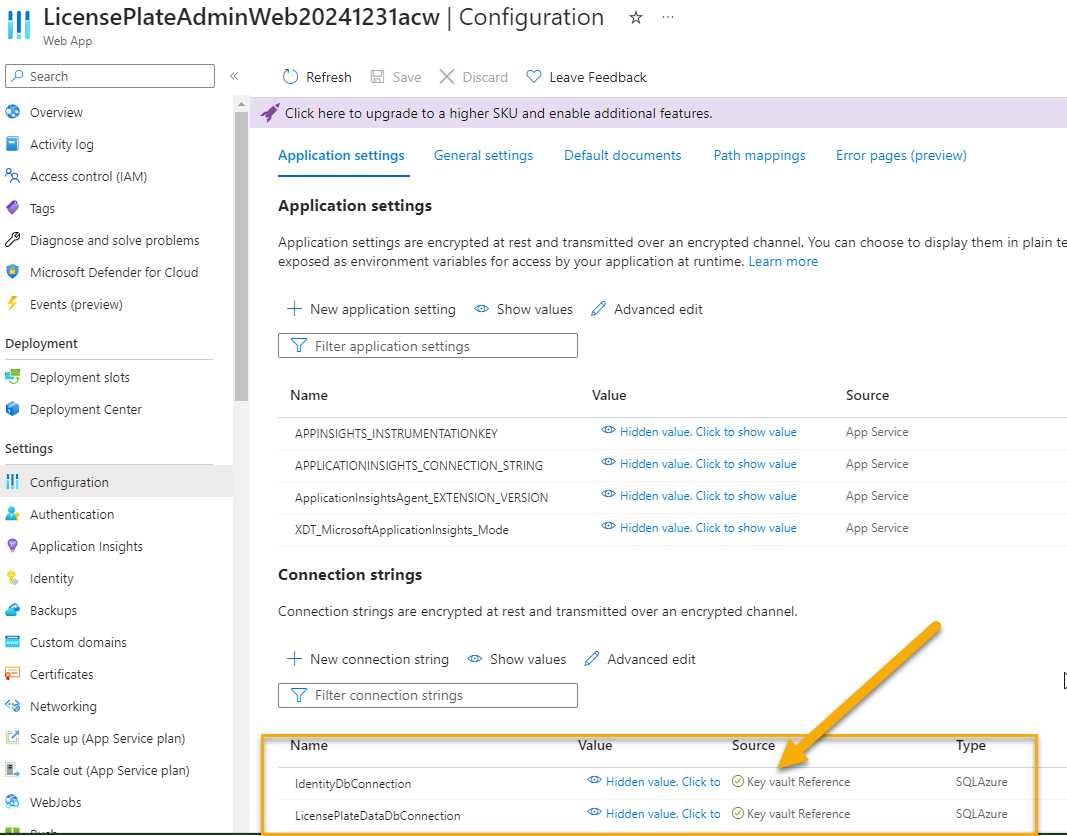 LicensePlateAdminWeb20241231acw | Configuration ☆ ...
Web App
Search «
Refresh Save Discard Leave Feedback
Overview
Activity log
Access control (IAM)
Tags
Diagnose and solve problems
Microsoft Defender for Cloud
Events (preview)
Deployment
Deployment slots
Deployment Center
Settings
Configuration
Authentication
Application Insights
Identity
Backups
Custom domains
Certificates
Networking
Scale up (App Service plan)
Scale out (App Service plan)
WebJobs
Click here to upgrade to a higher SKU and enable additional features.
Application settings General settings Default documents Path mappings Error pages (preview)
Application settings
Application settings are encrypted at rest and transmitted over an encrypted channel. You can choose to display them in plain te
exposed as environment variables for access by your application at runtime. Learn more
New application setting Show values Advanced edit
Filter application settings
Name Value Source
APPINSIGHTS_INSTRUMENTATIONKEY Hidden value. Click to show value App Service
APPLICATIONINSIGHTS_CONNECTION_STRING Hidden value. Click to show value App Service
ApplicationInsightsAgent_EXTENSION_VERSION Hidden value. Click to show value App Service
XDT_MicrosoftApplicationInsights_Mode Hidden value. Click to show value App Service
Connection strings
Connection strings are encrypted at rest and transmitted over an encrypted channel.
New connection string Show values Advanced edit
Filter connection strings
Name Value Source Type
IdentityDbConnection Hidden value. Click to Key vault Reference SQLAzure
LicensePlateDataDbConnection Hidden value. Click to Key vault Reference SQLAzure